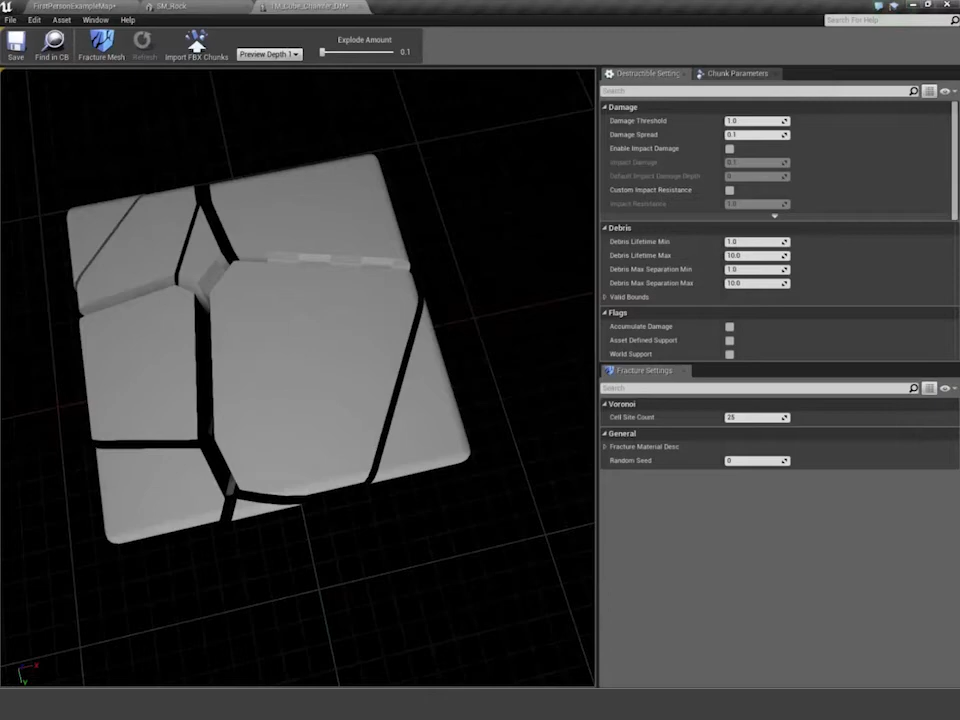 FirstPersonExampleMap*
SM_Rock
1M_Cube_Chamfer_DM*
File Edit Asset Window Help
Search For Help
Save
Find in CB
Fracture Mesh
Refresh
Import FBX Chunks
Preview Depth 1
Explode Amount
0.1
Destructible Setting
Chunk Parameters
Search
Damage
Damage Threshold 1.0
Damage Spread 0.1
Enable Impact Damage
Impact Damage 0.1
Default Impact Damage Depth 0
Custom Impact Resistance
Impact Resistance 1.0
Debris
Debris Lifetime Min 1.0
Debris Lifetime Max 10.0
Debris Max Separation Min 1.0
Debris Max Separation Max 10.0
Valid Bounds
Flags
Accumulate Damage
Asset Defined Support
World Support
Fracture Settings
Search
Voronoi
Cell Site Count 25
General
Fracture Material Desc
Random Seed 0
X
Y